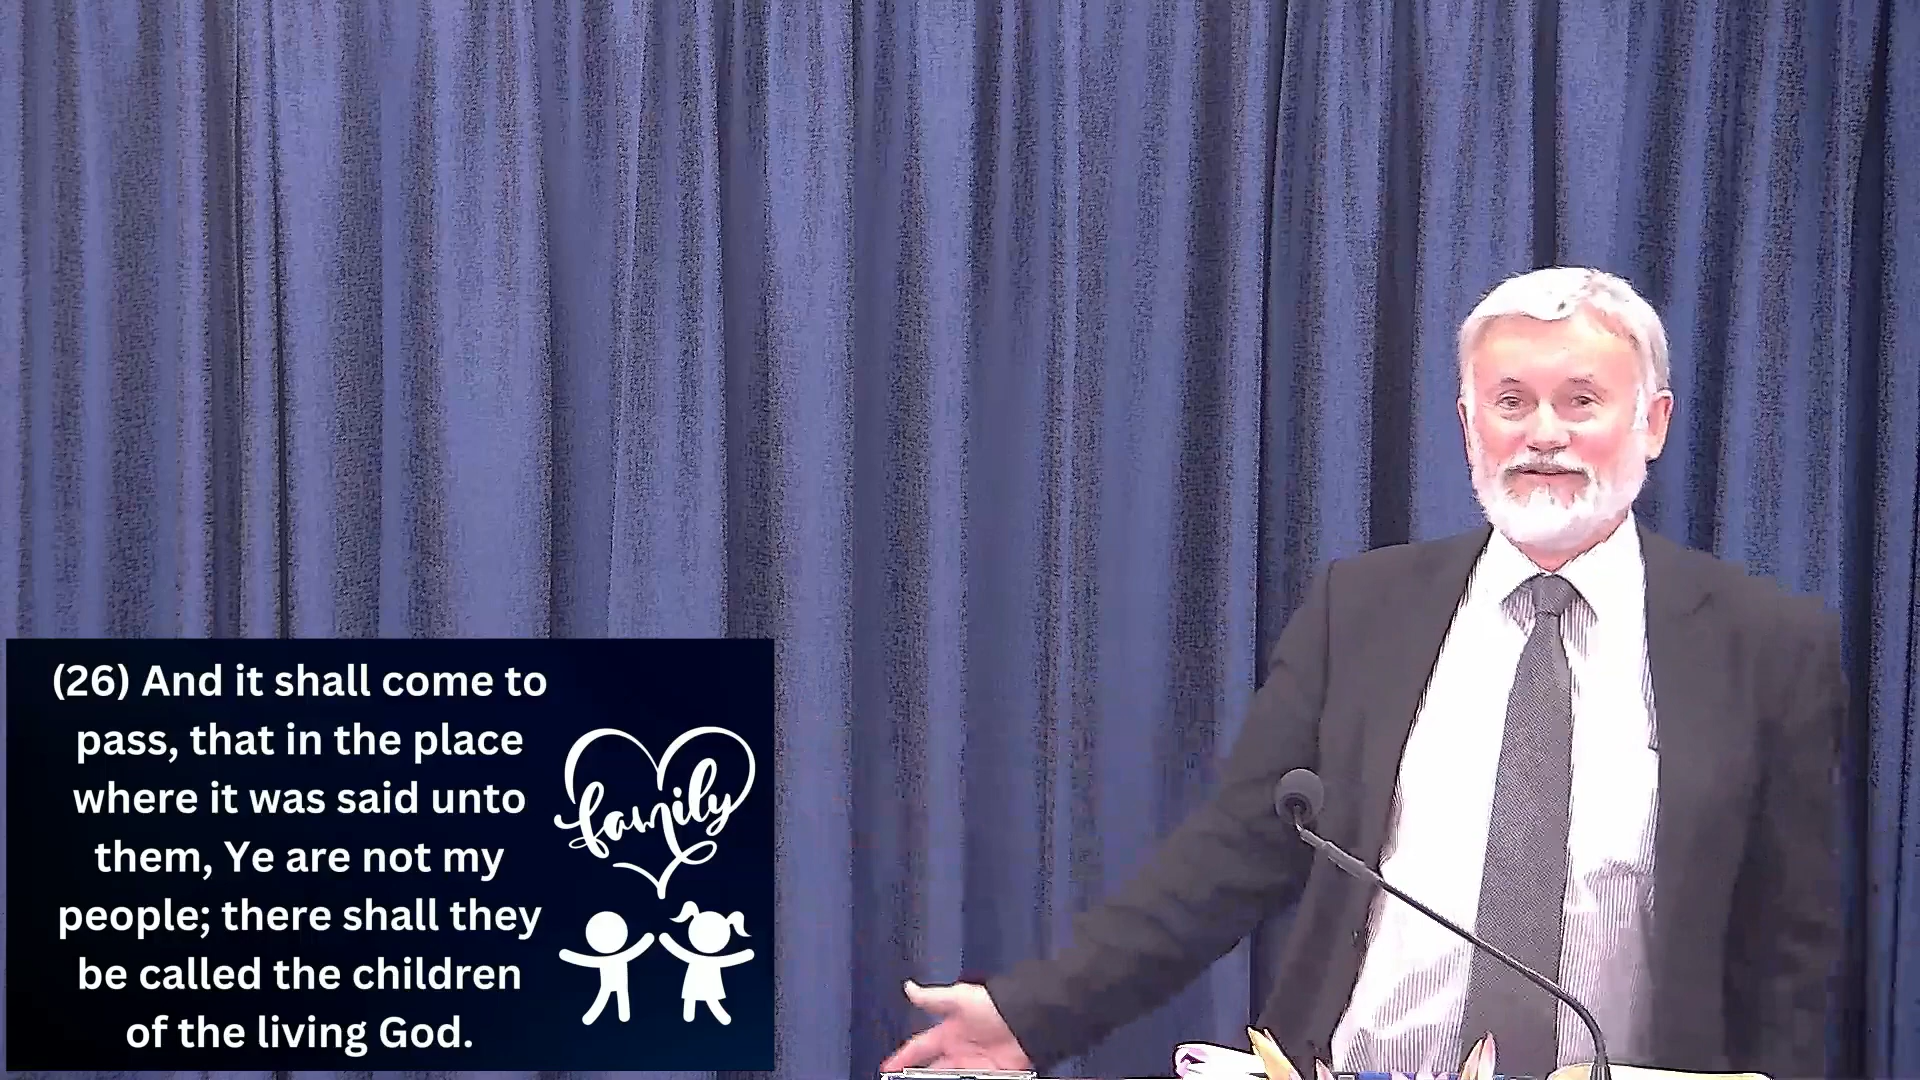 (26) And it shall come to
pass, that in the place
where it was said unto
them, Ye are not my
people; there shall they
be called the children
of the living God.
family